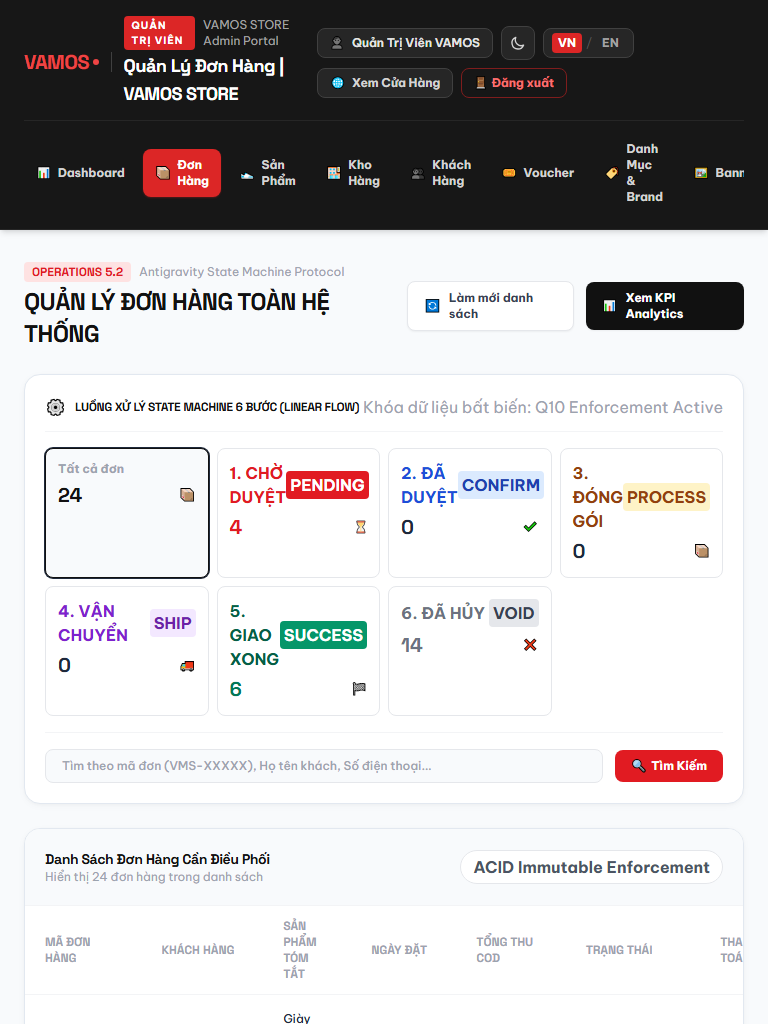 VAMOS
QUẢN
TRỊ VIÊN
VAMOS STORE
Admin Portal
Quản Lý Đơn Hàng |
VAMOS STORE
Quản Trị Viên VAMOS
VN / EN
Xem Cửa Hàng
Đăng xuất
Dashboard
Đơn
Hàng
Sản
Phẩm
Kho
Hàng
Khách
Hàng
Voucher
Danh
Mục
&
Brand
Bann
OPERATIONS 5.2
Antigravity State Machine Protocol
QUẢN LÝ ĐƠN HÀNG TOÀN HỆ
THỐNG
Làm mới danh
sách
Xem KPI
Analytics
LUỒNG XỬ LÝ STATE MACHINE 6 BƯỚC (LINEAR FLOW)
Khóa dữ liệu bất biến: Q10 Enforcement Active
Tất cả đơn
24
1. CHỜ
DUYỆT
PENDING
4
2. ĐÃ
DUYỆT
CONFIRM
0
3.
ĐÓNG
GÓI
PROCESS
0
4. VẬN
CHUYỂN
SHIP
0
5.
GIAO
XONG
SUCCESS
6
6. ĐÃ HỦY
VOID
14
Tìm theo mã đơn (VMS-XXXXX), Họ tên khách, Số điện thoại...
Tìm Kiếm
Danh Sách Đơn Hàng Cần Điều Phối
Hiển thị 24 đơn hàng trong danh sách
ACID Immutable Enforcement
MÃ ĐƠN
HÀNG
KHÁCH HÀNG
SẢN
PHẨM
TÓM
TẮT
NGÀY ĐẶT
TỔNG THU
COD
TRẠNG THÁI
THA
TOÁ
Giày